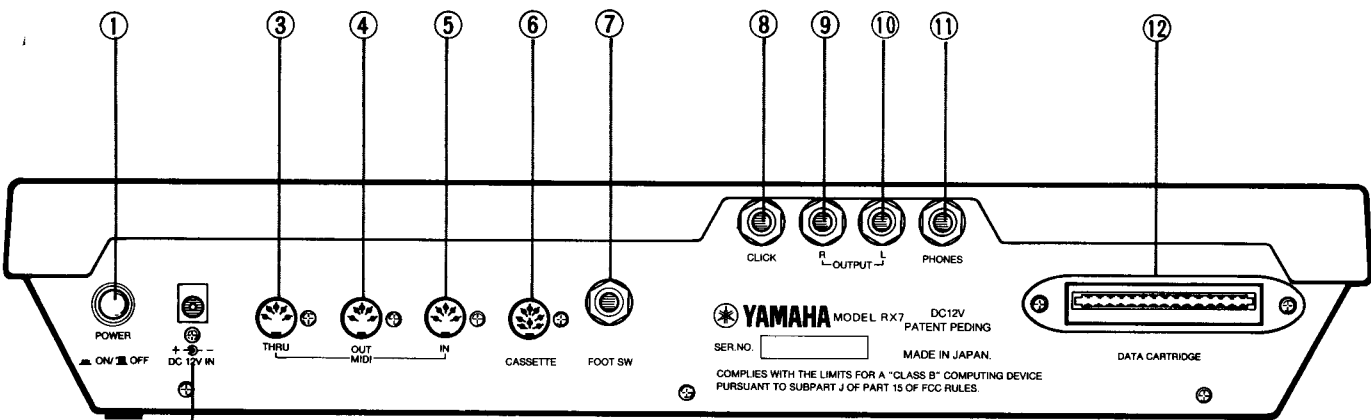 ① ③ ④ ⑤ ⑥ ⑦ ⑧ ⑨ ⑩ ⑪ ⑫
CLICK R OUTPUT L PHONES
POWER
ON/ OFF
+ -
DC 12V IN
THRU OUT IN
MIDI
CASSETTE FOOT SW
YAMAHA MODEL RX7 DC12V
PATENT PEDING
SER.NO. MADE IN JAPAN.
COMPLIES WITH THE LIMITS FOR A "CLASS B" COMPUTING DEVICE
PURSUANT TO SUBPART J OF PART 15 OF FCC RULES.
DATA CARTRIDGE